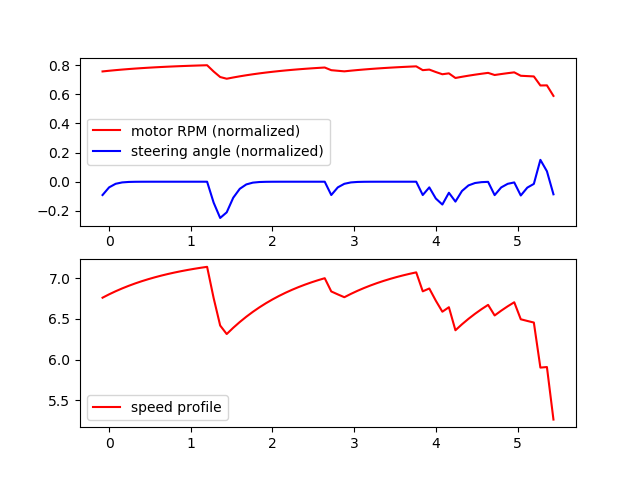 0.8
0.6
0.4
0.2
0.0
−0.2
motor RPM (normalized)
steering angle (normalized)
0 1 2 3 4 5
7.0
6.5
6.0
5.5
speed profile
0 1 2 3 4 5